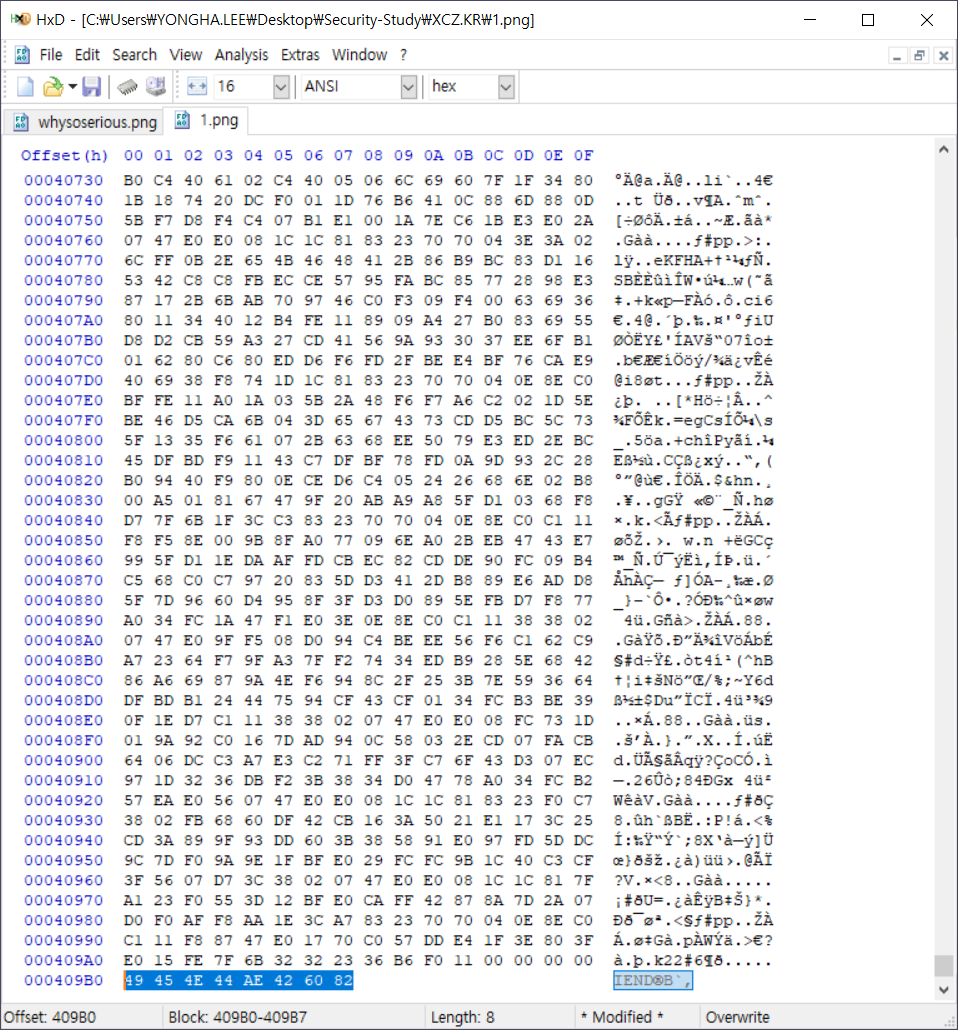 HxD - [C:₩Users₩YONGHA.LEE₩Desktop₩Security-Study₩XCZ.KR₩1.png]
File Edit Search View Analysis Extras Window ?
16 ANSI hex
whysoserious.png 1.png
Offset(h) 00 01 02 03 04 05 06 07 08 09 0A 0B 0C 0D 0E 0F
00040730 B0 C4 40 61 02 C4 40 05 06 6C 69 60 7F 1F 34 80 °Ä@a.Ä@..li`..4€
00040740 1B 18 74 20 DC F0 01 1D 76 B6 41 0C 88 6D 88 0D ..t Üð..v¶A.ˆmˆ.
00040750 5B F7 D8 F4 C4 07 B1 E1 00 1A 7E C6 1B E3 E0 2A [÷ØôÄ.±á..~Æ.ãà*
00040760 07 47 E0 E0 08 1C 1C 81 83 23 70 70 04 3E 3A 02 .Gàà....ƒ#pp.>:.
00040770 6C FF 0B 2E 65 4B 46 48 41 2B 86 B9 BC 83 D1 16 lÿ..eKFHA+†¹¼ƒÑ.
00040780 53 42 C8 C8 FB EC CE 57 95 FA BC 85 77 28 98 E3 SBÈÈûìÎW•ú¼…w(˜ã
00040790 87 17 2B 6B AB 70 97 46 C0 F3 09 F4 00 63 69 36 ‡.+k«p—FÀó.ô.ci6
000407A0 80 11 34 40 12 B4 FE 11 89 09 A4 27 B0 83 69 55 €.4@.´þ.‰.¤'°ƒiU
000407B0 D8 D2 CB 59 A3 27 CD 41 56 9A 93 30 37 EE 6F B1 ØÒËY£'ÍAVš“07îo±
000407C0 01 62 80 C6 80 ED D6 F6 FD 2F BE E4 BF 76 CA E9 .b€Æ€íÖöý/¾ä¿vÊé
000407D0 40 69 38 F8 74 1D 1C 81 83 23 70 70 04 0E 8E C0 @i8øt...ƒ#pp..ŽÀ
000407E0 BF FE 11 A0 1A 03 5B 2A 48 F6 F7 A6 C2 02 1D 5E ¿þ. ..[*Hö÷¦Â..^
000407F0 BE 46 D5 CA 6B 04 3D 65 67 43 73 CD D5 BC 5C 73 ¾FÕÊk.=egCsÍÕ¼\s
00040800 5F 13 35 F6 61 07 2B 63 68 EE 50 79 E3 ED 2E BC _.5öa.+chîPyãí.¼
00040810 45 DF BD F9 11 43 C7 DF BF 78 FD 0A 9D 93 2C 28 Eß½ù.CÇß¿xý..“,(
00040820 B0 94 40 F9 80 0E CE D6 C4 05 24 26 68 6E 02 B8 °”@ù€.ÎÖÄ.$&hn.¸
00040830 00 A5 01 81 67 47 9F 20 AB A9 A8 5F D1 03 68 F8 .¥..gGŸ «©¨_Ñ.hø
00040840 D7 7F 6B 1F 3C C3 83 23 70 70 04 0E 8E C0 C1 11 ×.k.<Ãƒ#pp..ŽÀÁ.
00040850 F8 F5 8E 00 9B 8F A0 77 09 6E A0 2B EB 47 43 E7 øõŽ.›. w.n +ëGCç
00040860 99 5F D1 1E DA AF FD CB EC 82 CD DE 90 FC 09 B4 ™_Ñ.Ú¯ýËì‚ÍÞ.ü.´
00040870 C5 68 C0 C7 97 20 83 5D D3 41 2D B8 89 E6 AD D8 ÅhÀÇ— ƒ]ÓA-¸‰æ.Ø
00040880 5F 7D 96 60 D4 95 8F 3F D3 D0 89 5E FB D7 F8 77 _}–`Ô•.?ÓÐ‰^û×øw
00040890 A0 34 FC 1A 47 F1 E1 03 E0 E8 EC 0C 11 38 38 02
000408A0 07 47 E0 9F F5 08 D0 94 C4 BE EE 56 F6 C1 62 C9 .GàŸõ.Ð”Ä¾îVöÁbÉ
000408B0 A7 23 64 F7 9F A3 7F F2 74 34 ED B9 28 5E 68 42 §#d÷Ÿ£.òt4í¹(^hB
000408C0 86 A6 69 87 9A 4E F6 94 8C 2F 25 3B 7E 59 36 64 †¦i‡šNö”Œ/%;~Y6d
000408D0 DF BD B1 24 44 75 94 CF 43 CF 01 34 FC B3 BE 39 ß½±$Du”ÏCÏ.4ü³¾9
000408E0 0F 1E D7 C1 11 38 38 02 07 47 E0 E0 08 FC 73 1D ..×Á.88..Gàà.üs.
000408F0 01 9A 92 C0 16 7D AD 94 0C 58 03 2E CD 07 FA CB .š’À.}.”.X..Í.úË
00040900 64 06 DC C3 A7 E3 C2 71 FF 3F C7 6F 43 D3 07 EC d.ÜÃ§ãÂqÿ?ÇoCÓ.ì
00040910 97 1D 32 36 DB F2 3B 38 34 D0 47 78 A0 34 FC B2 —.26Ûò;84ÐGx 4ü²
00040920 57 EA E0 56 07 47 E0 E0 08 1C 1C 81 83 23 F0 C7 WêàV.Gàà....ƒ#ðÇ
00040930 38 02 FB 68 60 DF 42 CB 16 3A 50 21 E1 17 3C 25 8.ûh`ßBË.:P!á.<%
00040940 CD 3A 89 9F 93 DD 60 3B 38 58 91 E0 97 FD 5D DC Í:‰Ÿ“Ý`;8X‘à—ý]Ü
00040950 9C 7D F0 9A 9E 1F BF E0 29 FC FC 9B 1C 40 C3 CF œ}ðšž.¿à)üü›.@ÃÏ
00040960 3F 56 07 D7 3C 38 02 07 47 E0 E0 08 1C 1C 81 7F ?V.×<8..Gàà.....
00040970 A1 23 F0 55 3D 12 BF E0 CA FF 42 87 8A 7D 2A 07 ¡#ðU=.¿àÊÿB‡Š}*.
00040980 D0 F0 AF F8 AA 1E 3C A7 83 23 70 70 04 0E 8E C0 Ðð¯øª.<§ƒ#pp..ŽÀ
00040990 C1 11 F8 87 47 E0 17 70 C0 57 DD E4 1F 3E 80 3F Á.ø‡Gà.pÀWÝä.>€?
000409A0 E0 15 FE 7F 6B 32 32 23 36 B6 F0 11 00 00 00 00 à.þ.k22#6¶ð.....
000409B0 49 45 4E 44 AE 42 60 82 IEND®B`‚
Offset: 409B0 Block: 409B0-409B7 Length: 8 * Modified * Overwrite